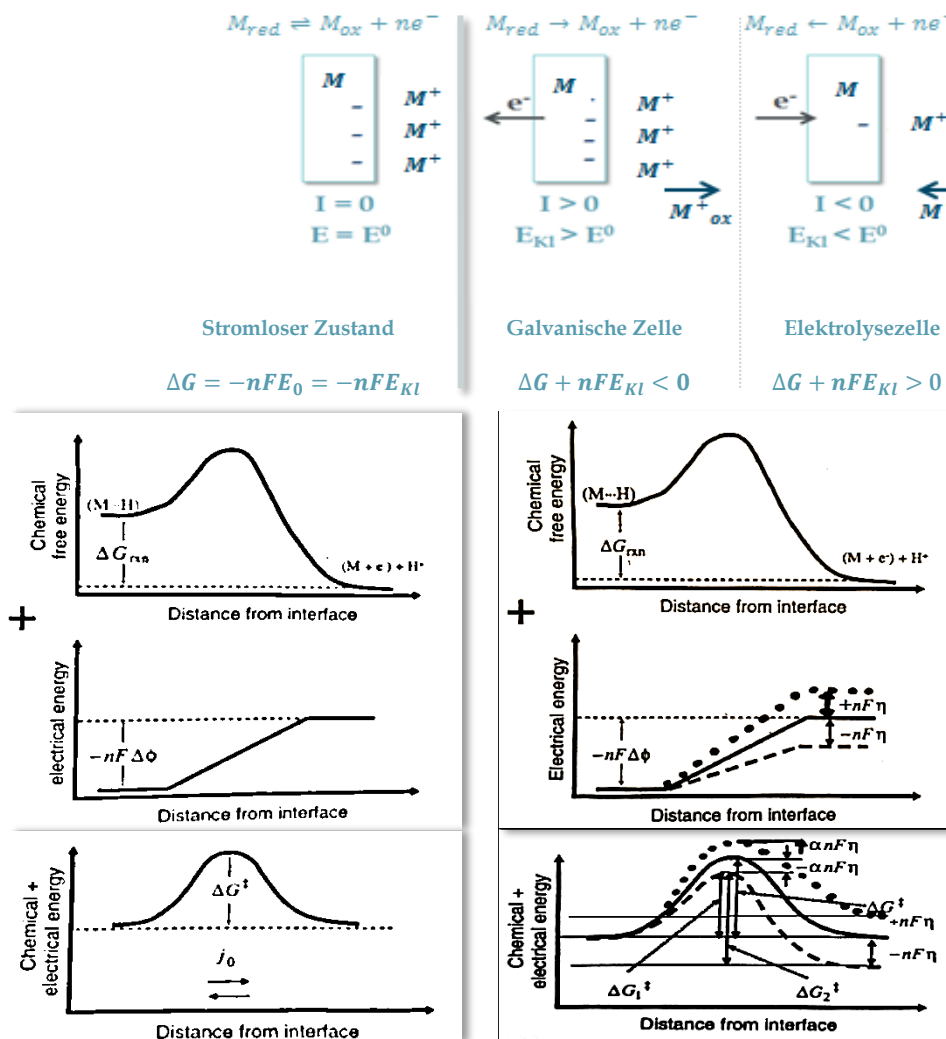 M_red ⇌ M_ox + ne⁻
M
M⁺
M⁺
M⁺
I = 0
E = E⁰
Stromloser Zustand
ΔG = −nFE₀ = −nFE_Kl
M_red → M_ox + ne⁻
e⁻
M
M⁺
M⁺
M⁺
M⁺_ox
I > 0
E_Kl > E⁰
Galvanische Zelle
ΔG + nFE_Kl < 0
M_red ← M_ox + ne⁻
e⁻
M
M⁺
M
I < 0
E_Kl < E⁰
Elektrolysezelle
ΔG + nFE_Kl > 0
+
Chemical
free energy
(M···H)
ΔG_rxn
(M + e⁻) + H⁺
Distance from interface
electrical energy
−nFΔϕ
Distance from interface
Chemical +
electrical energy
ΔG‡
j₀
Distance from interface
+
Chemical
free energy
(M···H)
ΔG_rxn
(M + e⁻) + H⁺
Distance from interface
Electrical energy
−nFΔϕ
+nFη
−nFη
Distance from interface
Chemical +
electrical energy
αnFη
−αnFη
ΔG‡
+nFη
−nFη
ΔG₁‡
ΔG₂‡
Distance from interface